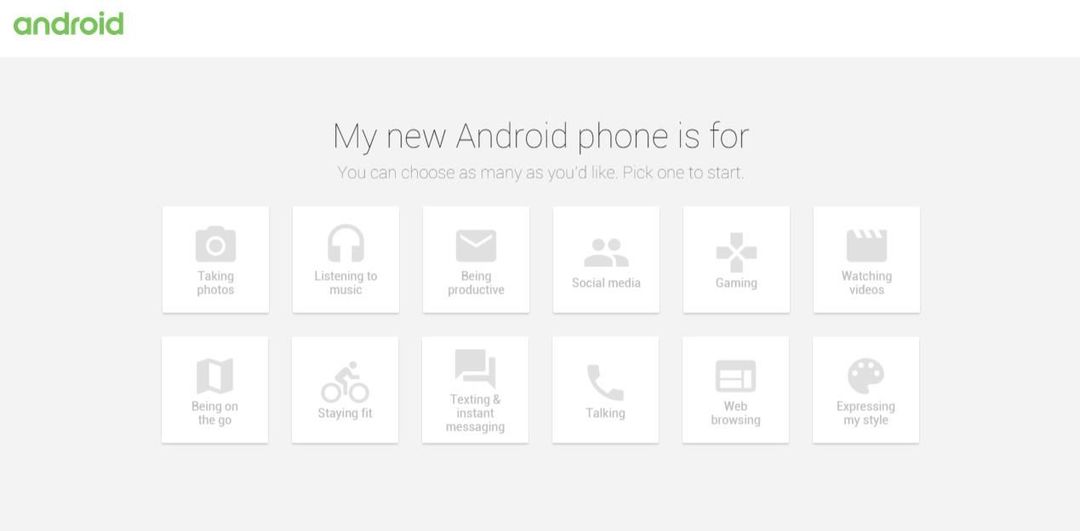 android
My new Android phone is for
You can choose as many as you'd like. Pick one to start.
Taking
photos
Listening to
music
Being
productive
Social media
Gaming
Watching
videos
Being on
the go
Staying fit
Texting &
instant
messaging
Talking
Web
browsing
Expressing
my style